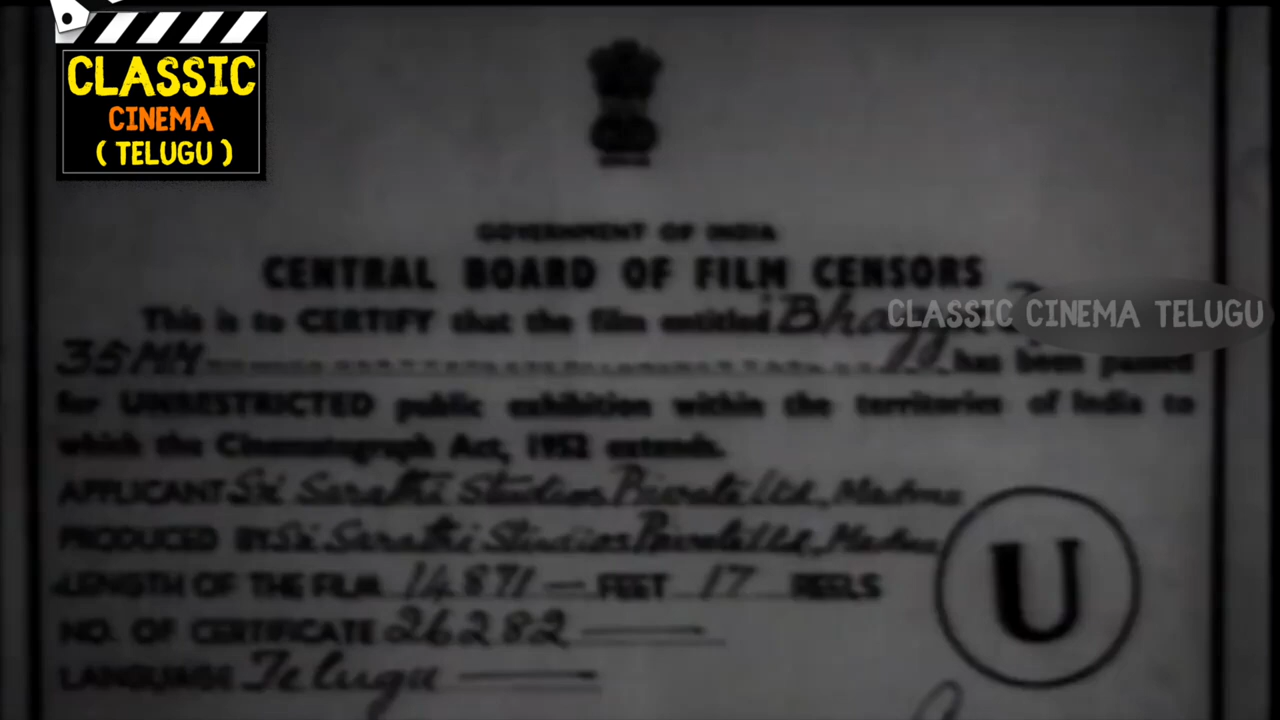 CLASSIC
CINEMA
( TELUGU )
GOVERNMENT OF INDIA
CENTRAL BOARD OF FILM CENSORS
This is to CERTIFY that the film entitled
CLASSIC CINEMA TELUGU
35MM has been passed
for UNRESTRICTED public exhibition within the territories of India to
which the Cinematograph Act, 1952 extends.
APPLICANT Sri Sarathi Studios Private Ltd, Madras
PRODUCED BY Sri Sarathi Studios Private Ltd, Madras
U
LENGTH OF THE FILM 14.871 — FEET 17 REELS
NO. OF CERTIFICATE 26282
LANGUAGE Telugu